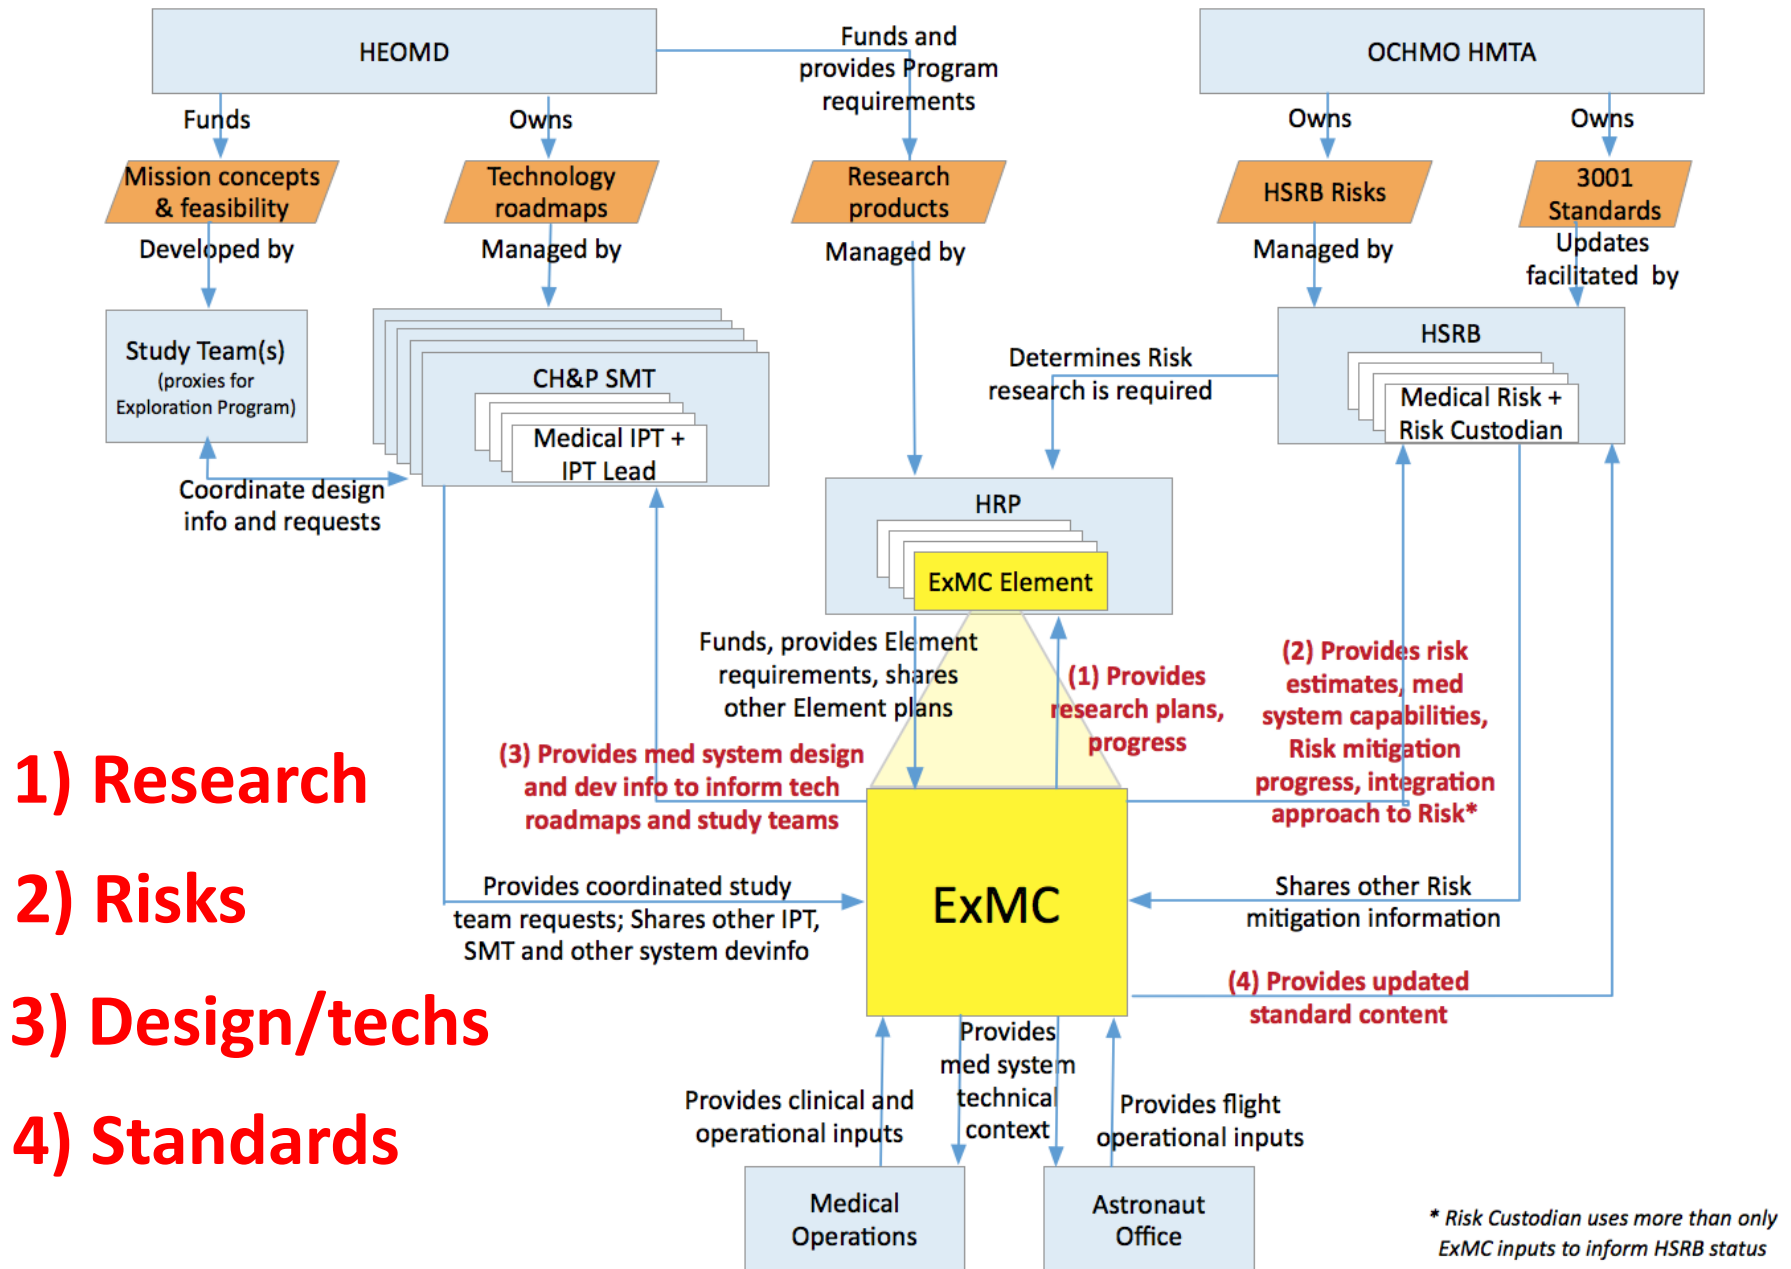 HEOMD
Funds and
provides Program
requirements
OCHMO HMTA
Funds
Owns
Owns
Owns
Mission concepts
& feasibility
Technology
roadmaps
Research
products
HSRB Risks
3001
Standards
Developed by
Managed by
Managed by
Managed by
Updates
facilitated by
Study Team(s)
(proxies for
Exploration Program)
CH&P SMT
Medical IPT +
IPT Lead
Determines Risk
research is required
HSRB
Medical Risk +
Risk Custodian
Coordinate design
info and requests
HRP
ExMC Element
Funds, provides Element
requirements, shares
other Element plans
(1) Provides
research plans,
progress
(2) Provides risk
estimates, med
system capabilities,
Risk mitigation
progress, integration
approach to Risk*
(3) Provides med system design
and dev info to inform tech
roadmaps and study teams
1) Research
2) Risks
3) Design/techs
4) Standards
Provides coordinated study
team requests; Shares other IPT,
SMT and other system devinfo
ExMC
Shares other Risk
mitigation information
(4) Provides updated
standard content
Provides clinical and
operational inputs
Provides
med system
technical
context
Provides flight
operational inputs
Medical
Operations
Astronaut
Office
* Risk Custodian uses more than only
ExMC inputs to inform HSRB status